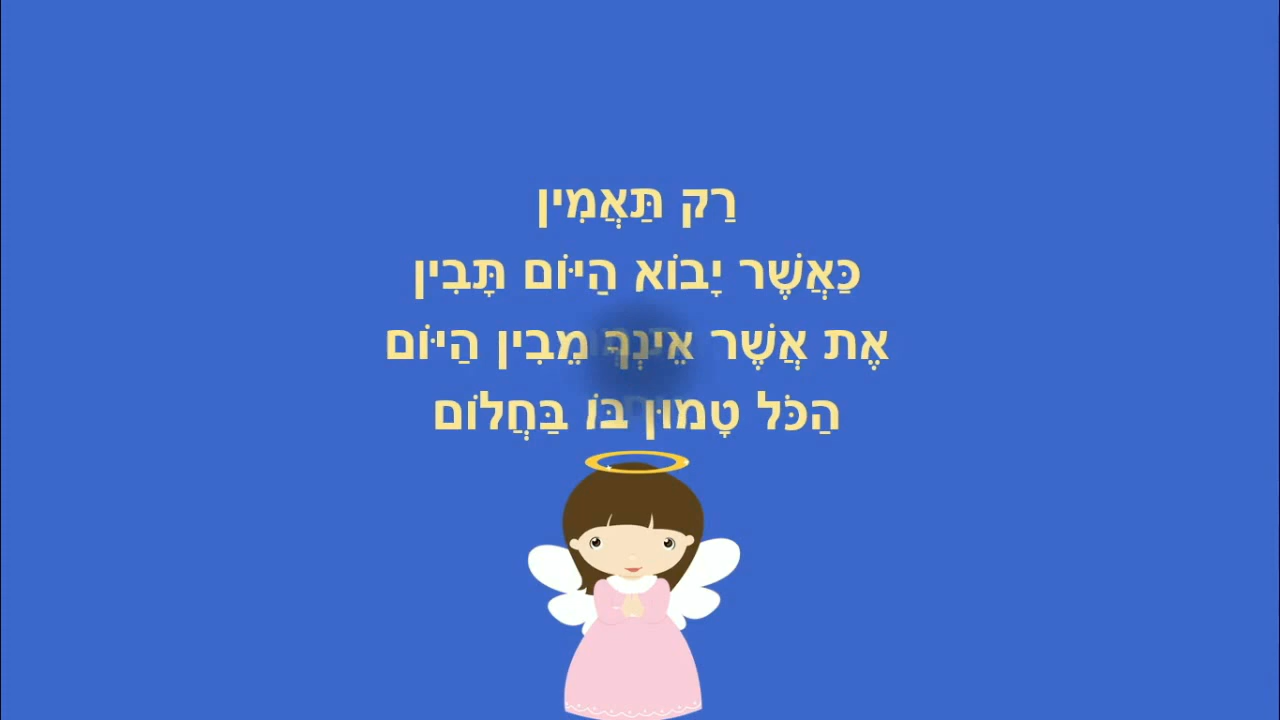 רַק תַּאֲמִין
כַּאֲשֶׁר יָבוֹא הַיּוֹם תָּבִין
אֶת אֲשֶׁר אֵינְךָ מֵבִין הַיּוֹם
הַכֹּל טָמוּן בּוֹ בַּחֲלוֹם